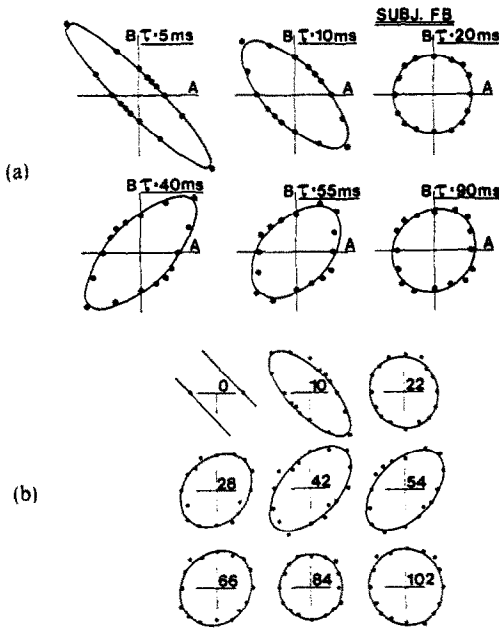 SUBJ. FB
B τ·5ms B τ·10ms B τ·20ms
A A A
(a)
B τ·40ms B τ·55ms B τ·90ms
A A A
0 10 22
(b)
28 42 54
66 84 102